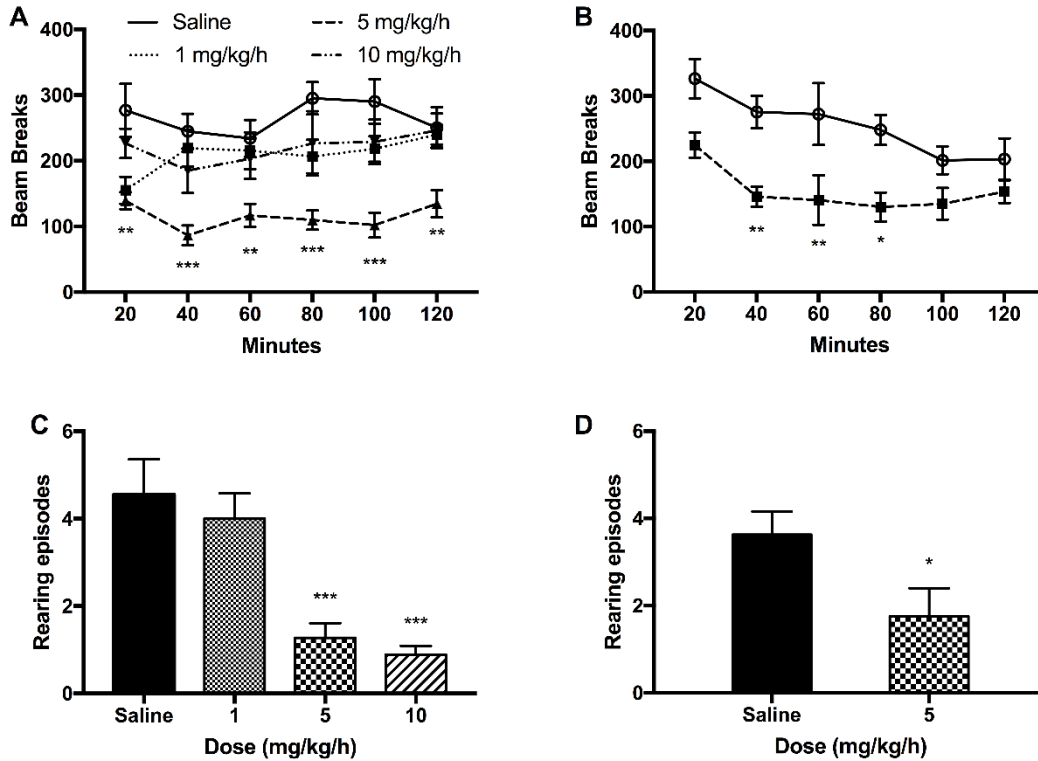 A
Saline
5 mg/kg/h
1 mg/kg/h
10 mg/kg/h
400
300
200
100
0
Beam Breaks
**
***
**
***
***
**
20 40 60 80 100 120
Minutes
B
400
300
200
100
0
Beam Breaks
**
**
*
20 40 60 80 100 120
Minutes
C
6
4
2
0
Rearing episodes
***
***
Saline 1 5 10
Dose (mg/kg/h)
D
6
4
2
0
Rearing episodes
*
Saline 5
Dose (mg/kg/h)